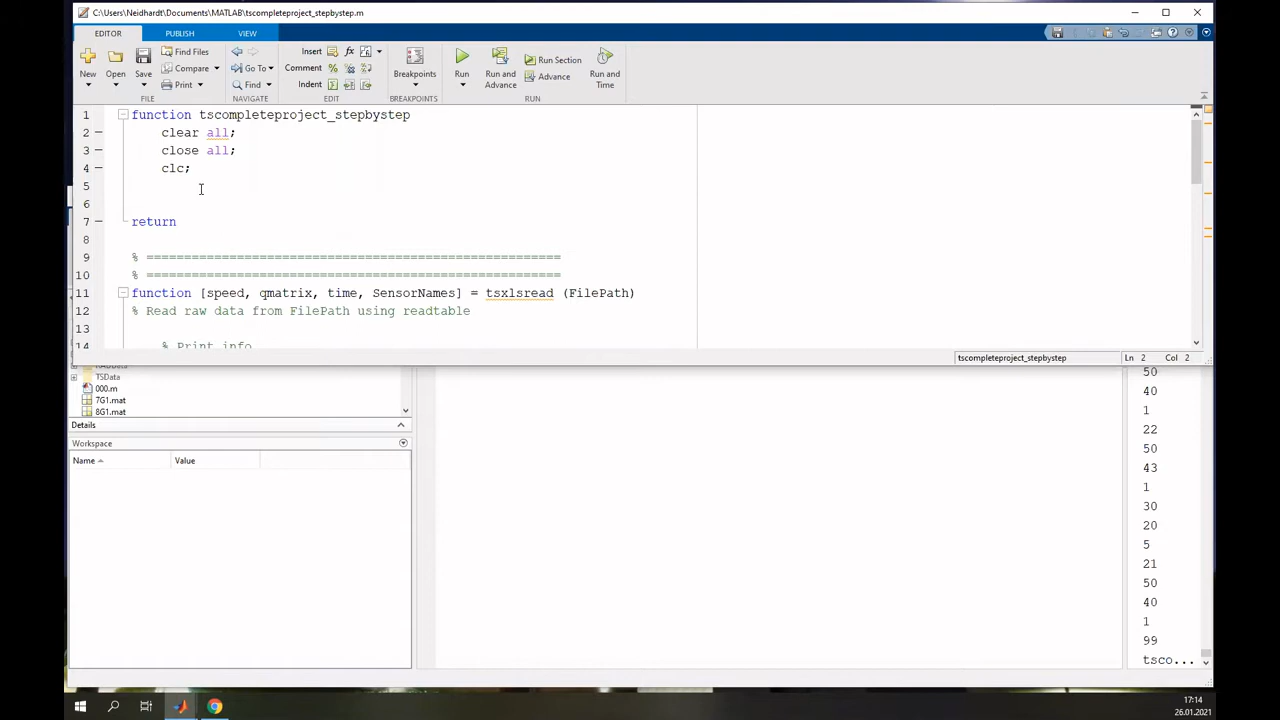 C:\Users\Neidhardt\Documents\MATLAB\tscompleteproject_stepbystep.m
EDITOR PUBLISH VIEW
New Open Save Find Files Compare Print
FILE
Go To Find
NAVIGATE
Insert fx
Comment %
Indent
EDIT
Breakpoints
BREAKPOINTS
Run Run and Advance Run Section Advance Run and Time
RUN
1 function tscompleteproject_stepbystep
2 clear all;
3 close all;
4 clc;
5
6
7 return
8
9 % =======================================================
10 % =======================================================
11 function [speed, qmatrix, time, SensorNames] = tsxlsread (FilePath)
12 % Read raw data from FilePath using readtable
13
14 % Print info
tscompleteproject_stepbystep Ln 2 Col 2
TSData
000.m
7G1.mat
8G1.mat
Details
Workspace
Name Value
50
40
1
22
50
43
1
30
20
5
21
50
40
1
99
tsco...
17:14
26.01.2021